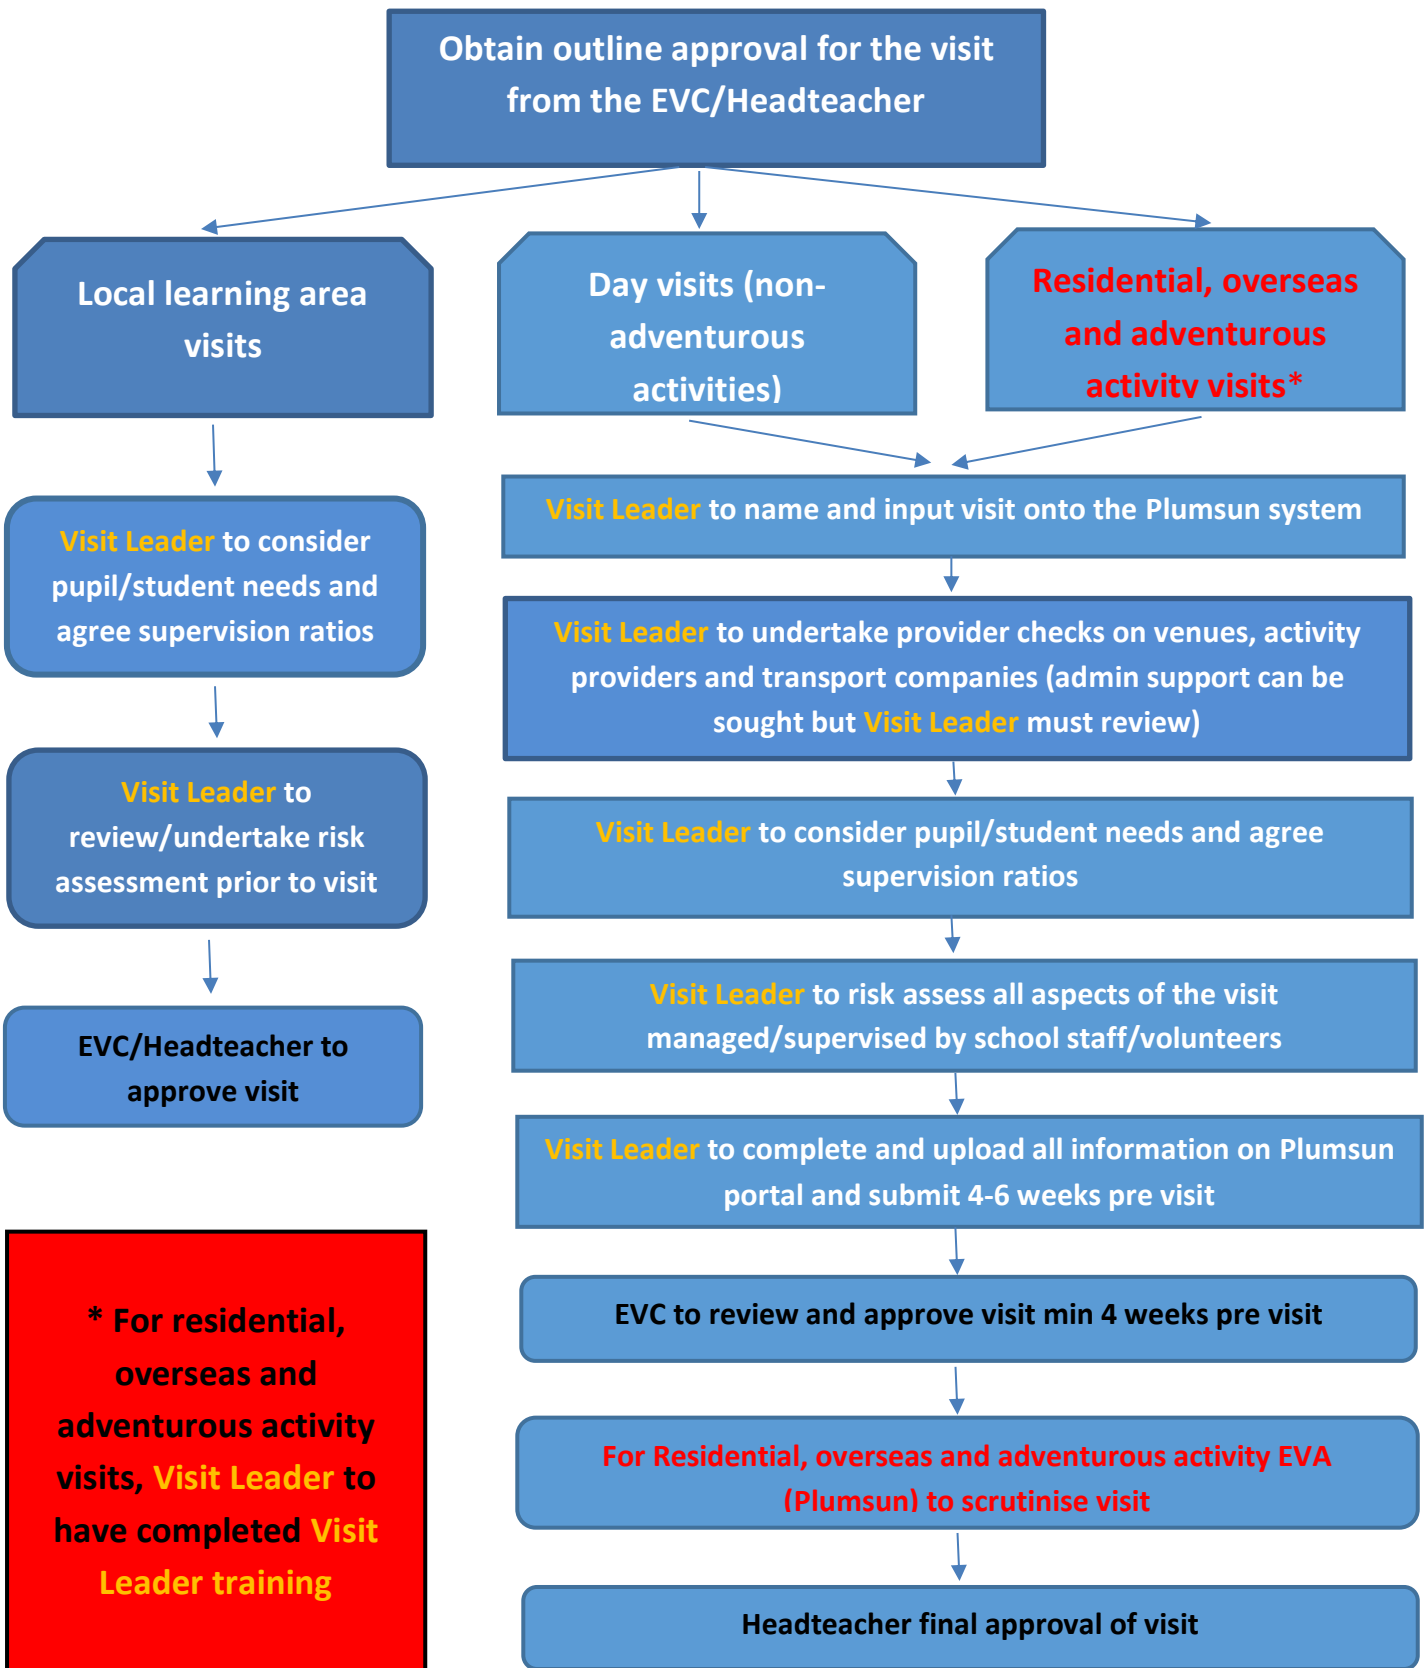 Obtain outline approval for the visit
from the EVC/Headteacher
Local learning area
visits
Day visits (non-
adventurous
activities)
Residential, overseas
and adventurous
activity visits*
Visit Leader to consider
pupil/student needs and
agree supervision ratios
Visit Leader to
review/undertake risk
assessment prior to visit
EVC/Headteacher to
approve visit
Visit Leader to name and input visit onto the Plumsun system
Visit Leader to undertake provider checks on venues, activity
providers and transport companies (admin support can be
sought but Visit Leader must review)
Visit Leader to consider pupil/student needs and agree
supervision ratios
Visit Leader to risk assess all aspects of the visit
managed/supervised by school staff/volunteers
Visit Leader to complete and upload all information on Plumsun
portal and submit 4-6 weeks pre visit
EVC to review and approve visit min 4 weeks pre visit
For Residential, overseas and adventurous activity EVA
(Plumsun) to scrutinise visit
Headteacher final approval of visit
* For residential,
overseas and
adventurous activity
visits, Visit Leader to
have completed Visit
Leader training